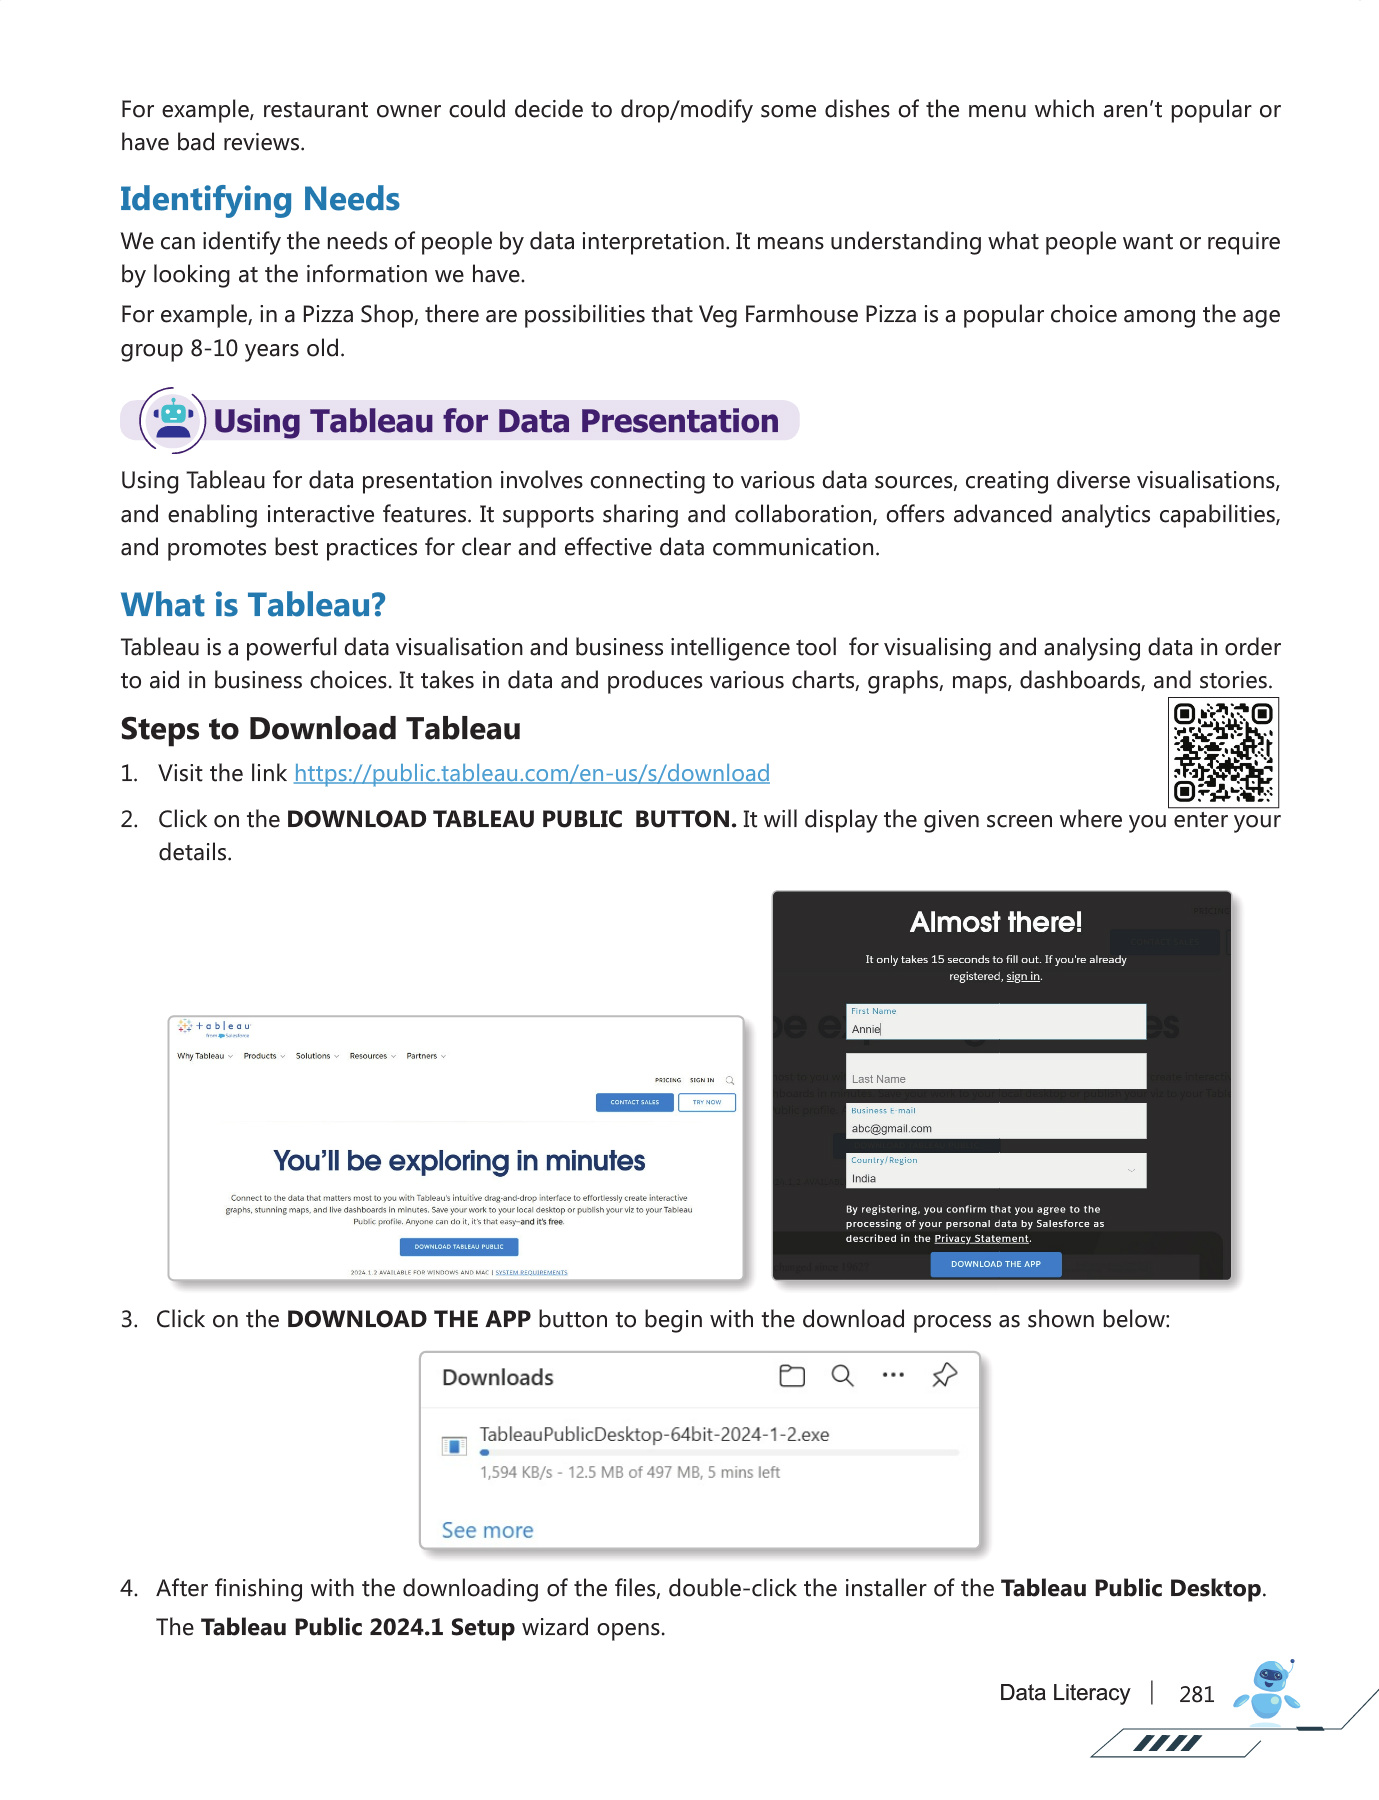 For example, restaurant owner could decide to drop/modify some dishes of the menu which aren't popular or
have bad reviews.
Identifying Needs
We can identify the needs of people by data interpretation. It means understanding what people want or require
by looking at the information we have.
For example, in a Pizza Shop, there are possibilities that Veg Farmhouse Pizza is a popular choice among the age
group 8-10 years old.
Using Tableau for Data Presentation
Using Tableau for data presentation involves connecting to various data sources, creating diverse visualisations,
and enabling interactive features. It supports sharing and collaboration, offers advanced analytics capabilities,
and promotes best practices for clear and effective data communication.
What is Tableau?
Tableau is a powerful data visualisation and business intelligence tool for visualising and analysing data in order
to aid in business choices. It takes in data and produces various charts, graphs, maps, dashboards, and stories.
Steps to Download Tableau
1. Visit the link https://public.tableau.com/en-us/s/download
2. Click on the DOWNLOAD TABLEAU PUBLIC BUTTON. It will display the given screen where you enter your
details.
+ableau
from Salesforce
Why Tableau Products Solutions Resources Partners
PRICING SIGN IN
CONTACT SALES TRY NOW
You'll be exploring in minutes
Connect to the data that matters most to you with Tableau's intuitive drag-and-drop interface to effortlessly create interactive
graphs, stunning maps, and live dashboards in minutes. Save your work to your local desktop or publish your viz to your Tableau
Public profile. Anyone can do it, it's that easy–and it's free.
DOWNLOAD TABLEAU PUBLIC
2024.1.2 AVAILABLE FOR WINDOWS AND MAC | SYSTEM REQUIREMENTS
Almost there!
It only takes 15 seconds to fill out. If you're already
registered, sign in.
First Name
Annie
Last Name
Business E-mail
abc@gmail.com
Country/Region
India
By registering, you confirm that you agree to the
processing of your personal data by Salesforce as
described in the Privacy Statement.
DOWNLOAD THE APP
3. Click on the DOWNLOAD THE APP button to begin with the download process as shown below:
Downloads
TableauPublicDesktop-64bit-2024-1-2.exe
1,594 KB/s - 12.5 MB of 497 MB, 5 mins left
See more
4. After finishing with the downloading of the files, double-click the installer of the Tableau Public Desktop.
The Tableau Public 2024.1 Setup wizard opens.
Data Literacy | 281